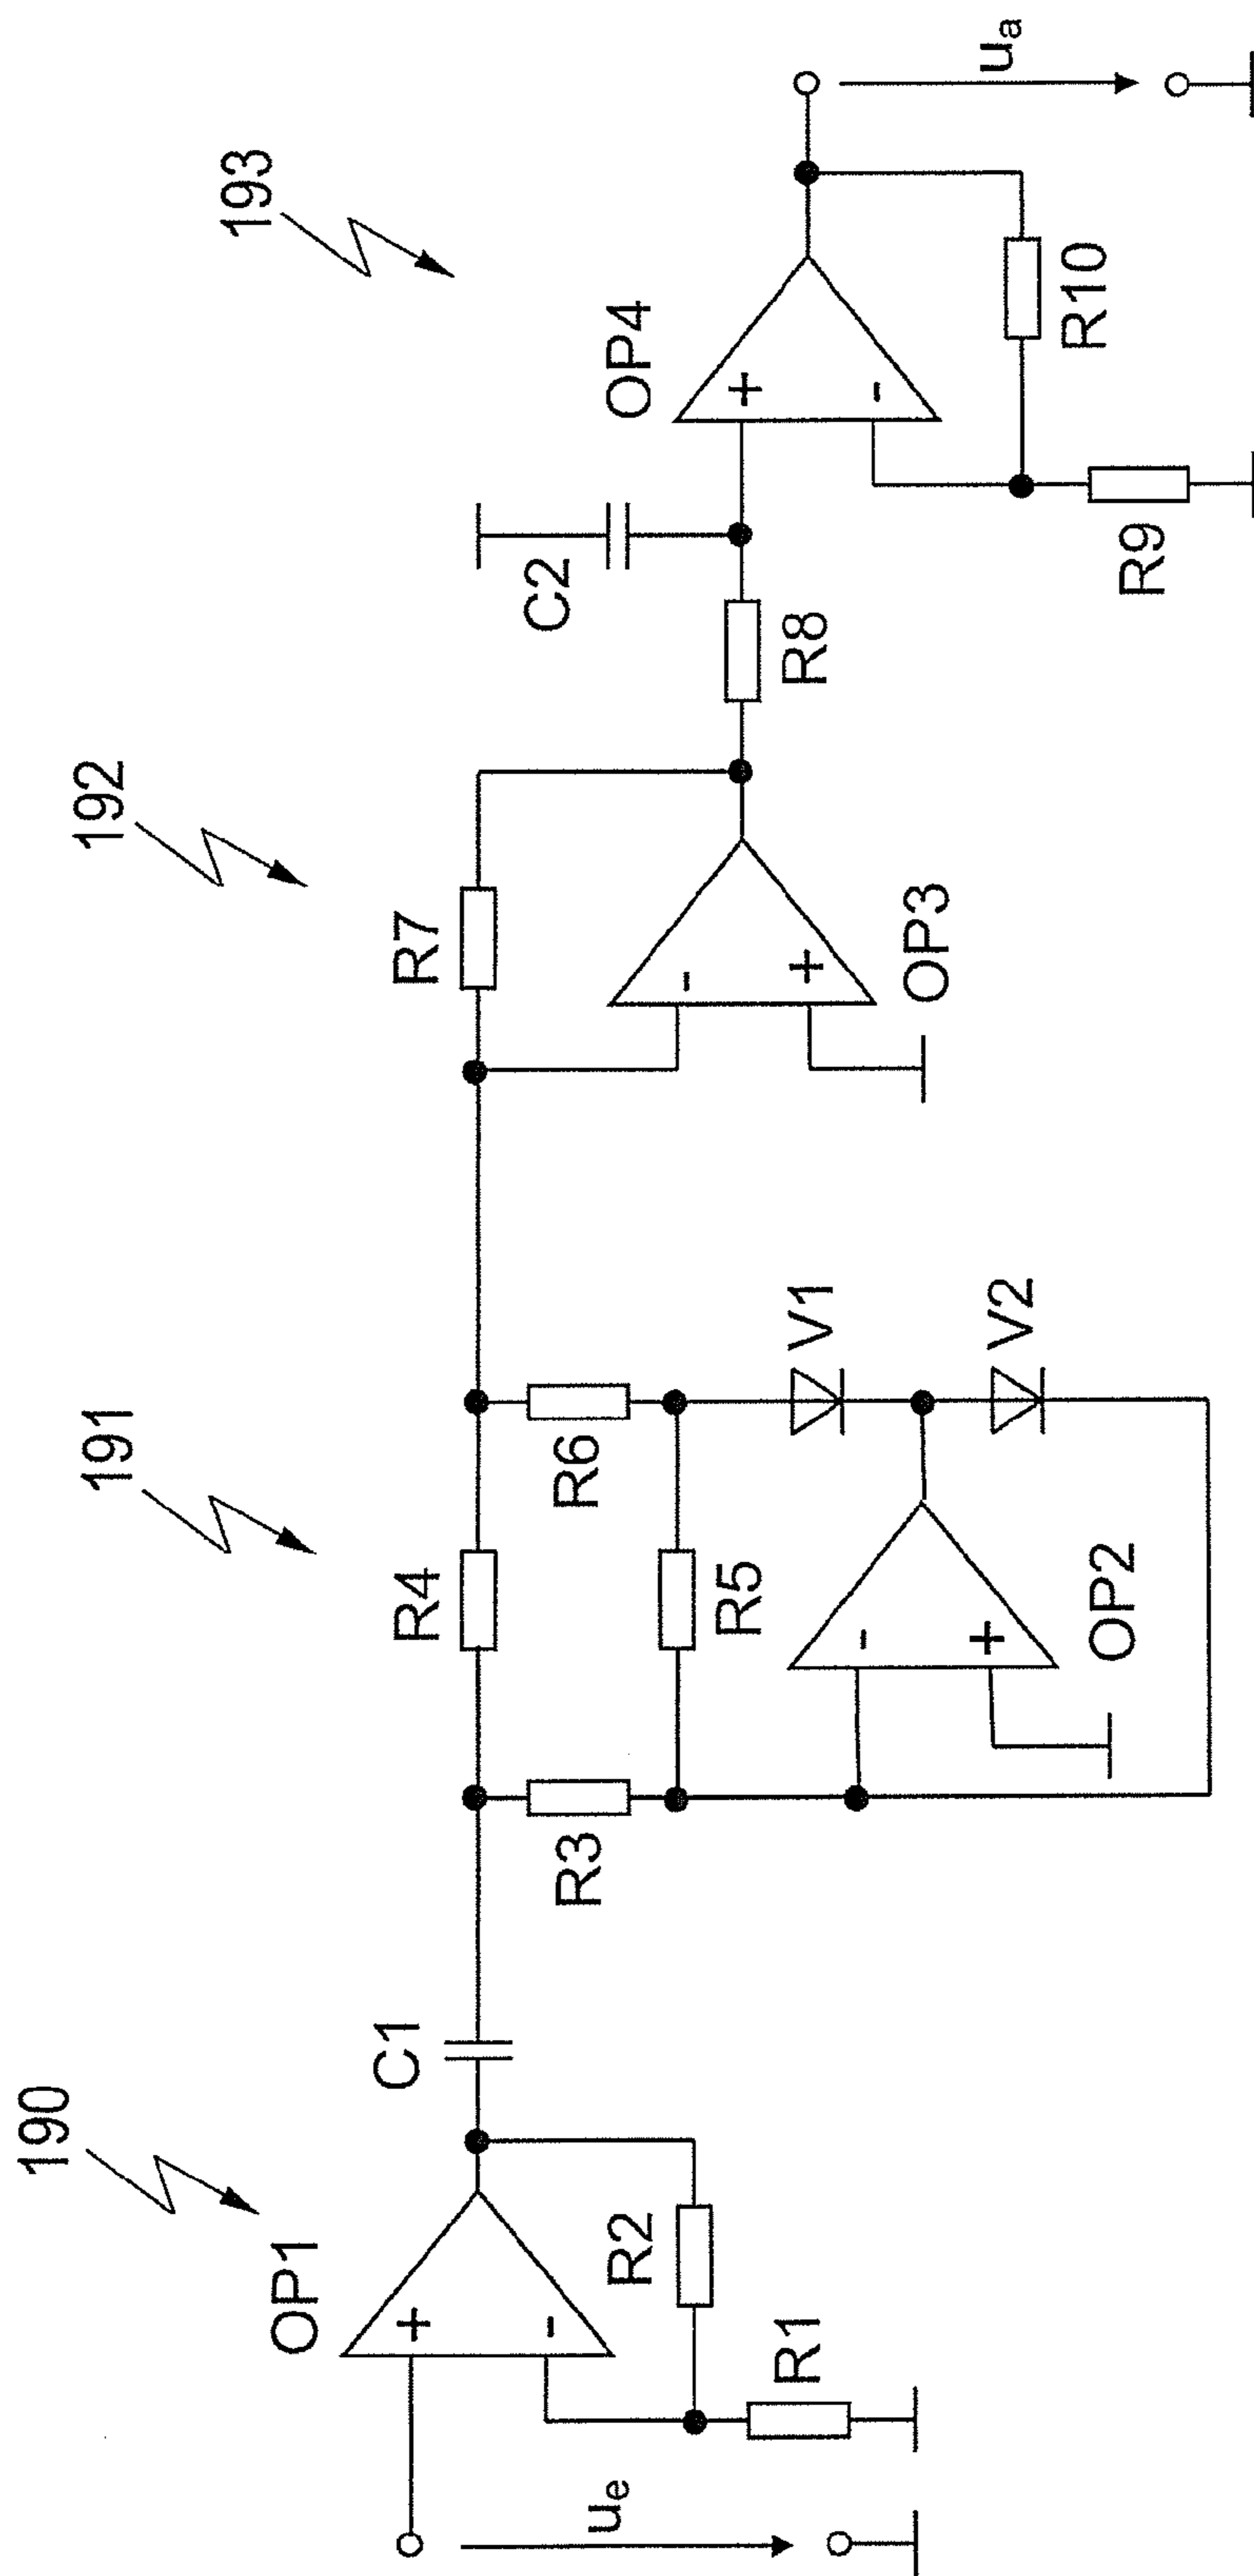 190
191
192
193
OP1
C1
R4
R7
OP4
+
-
R2
R1
R3
R6
R5
V1
-
+
OP2
V2
-
+
OP3
C2
R8
+
-
R10
R9
uₑ
uₐ